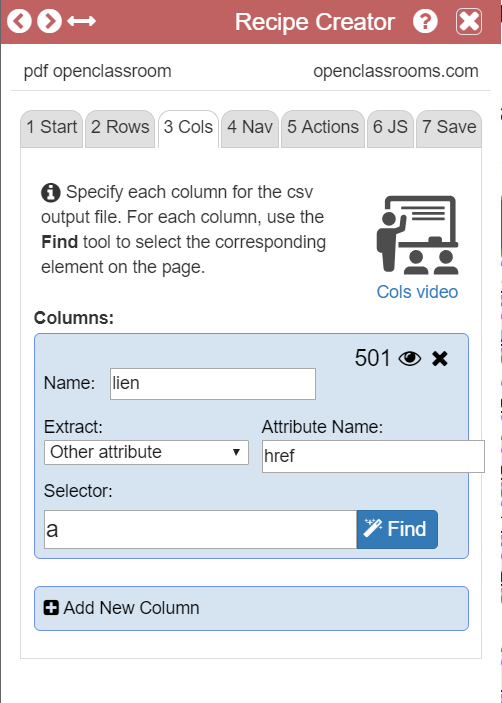 Recipe Creator
pdf openclassroom openclassrooms.com
1 Start 2 Rows 3 Cols 4 Nav 5 Actions 6 JS 7 Save
Specify each column for the csv
output file. For each column, use the
Find tool to select the corresponding
element on the page.
Cols video
Columns:
501
Name: lien
Extract: Attribute Name:
Other attribute href
Selector:
a Find
Add New Column